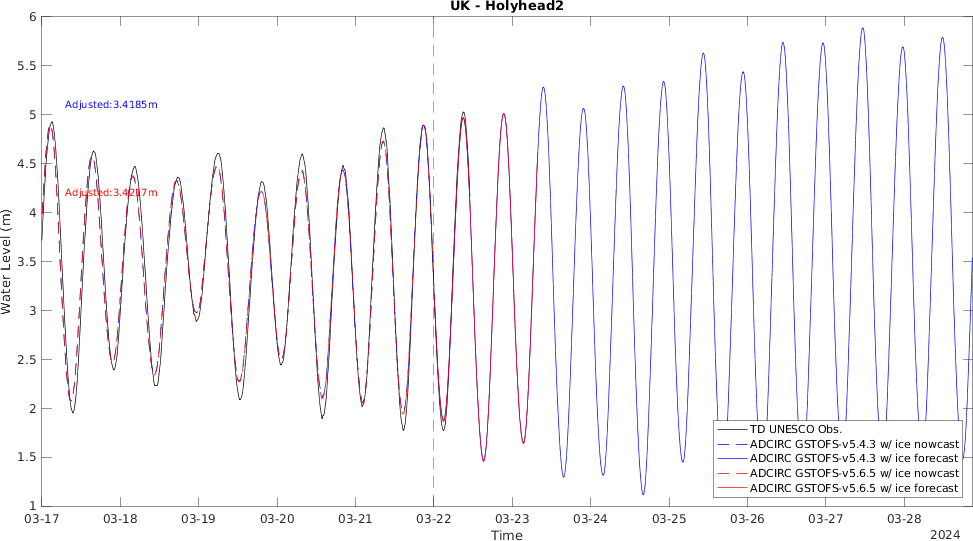 UK - Holyhead2
6
5.5
5
4.5
4
3.5
3
2.5
2
1.5
1
Water Level (m)
Adjusted:3.4185m
Adjusted:3.4217m
TD UNESCO Obs.
ADCIRC GSTOFS-v5.4.3 w/ ice nowcast
ADCIRC GSTOFS-v5.4.3 w/ ice forecast
ADCIRC GSTOFS-v5.6.5 w/ ice nowcast
ADCIRC GSTOFS-v5.6.5 w/ ice forecast
03-17 03-18 03-19 03-20 03-21 03-22 03-23 03-24 03-25 03-26 03-27 03-28
Time
2024